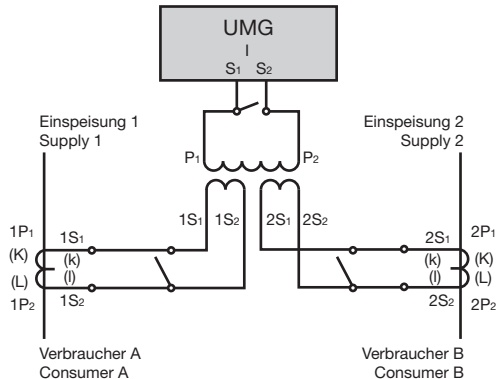 UMG
I
S1 S2
Einspeisung 1
Supply 1
Einspeisung 2
Supply 2
P1
P2
1S1
1S2
2S1
2S2
1P1
(K)
(L)
1P2
1S1
(k)
(l)
1S2
2S1
(k)
(l)
2S2
2P1
(K)
(L)
2P2
Verbraucher A
Consumer A
Verbraucher B
Consumer B